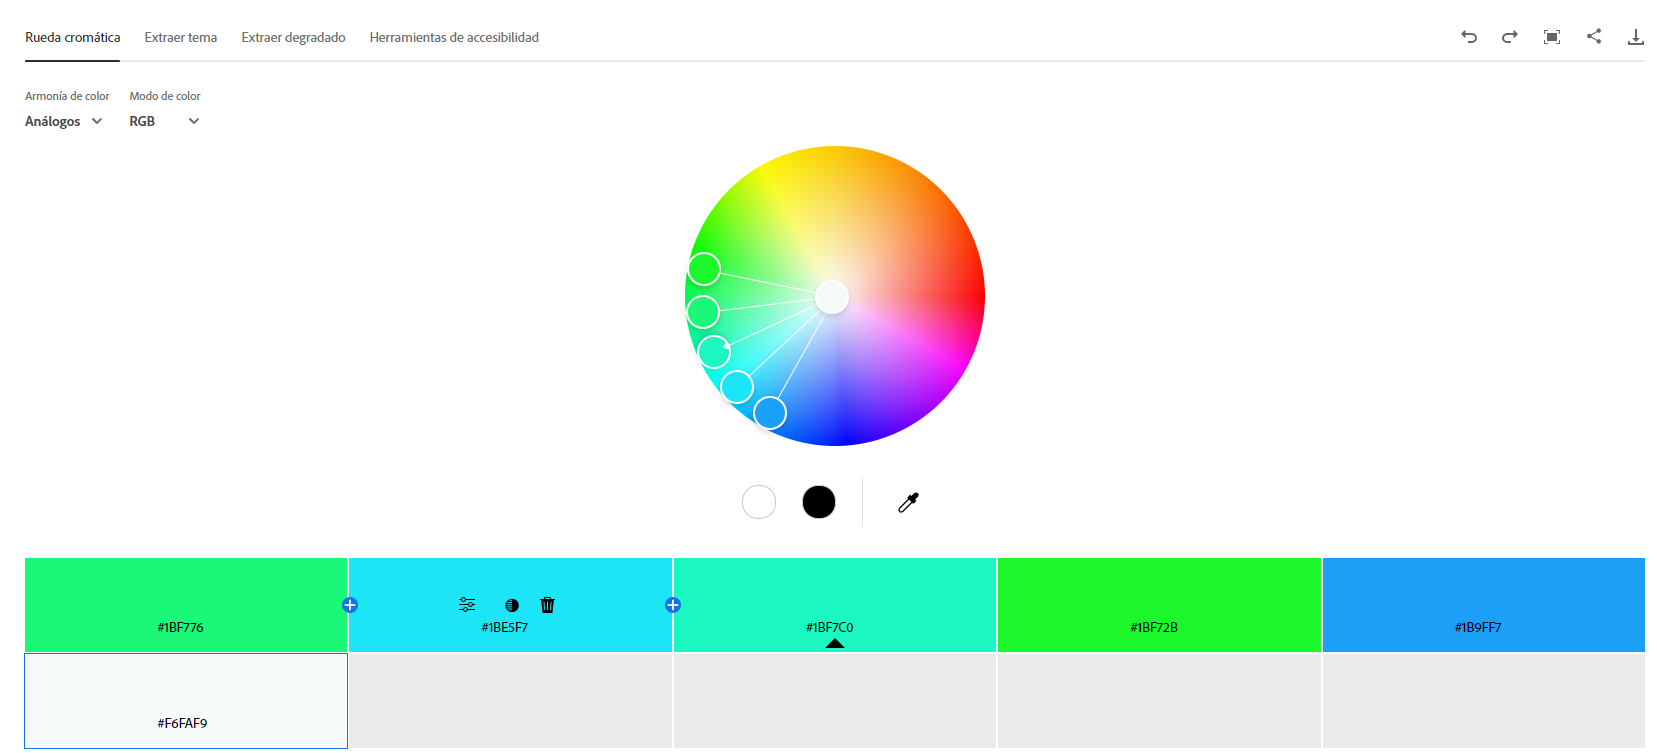 Rueda cromática Extraer tema Extraer degradado Herramientas de accesibilidad
Armonía de color Modo de color
Análogos RGB
#1BF776 #1BE5F7 #1BF7C0 #1BF72B #1B9FF7
#F6FAF9